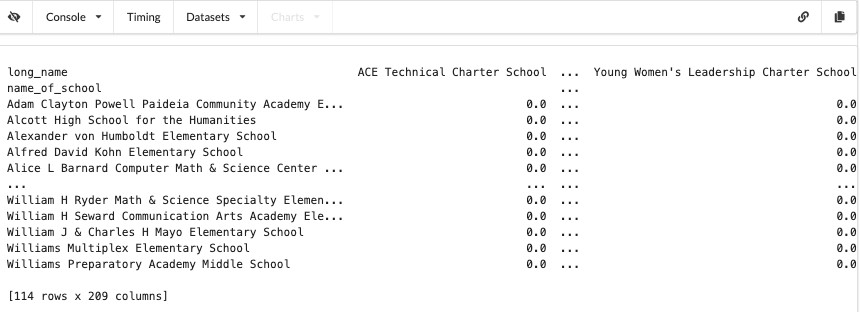 Console Timing Datasets Charts
long_name ACE Technical Charter School ... Young Women's Leadership Charter School
name_of_school ...
Adam Clayton Powell Paideia Community Academy E... 0.0 ... 0.0
Alcott High School for the Humanities 0.0 ... 0.0
Alexander von Humboldt Elementary School 0.0 ... 0.0
Alfred David Kohn Elementary School 0.0 ... 0.0
Alice L Barnard Computer Math & Science Center ... 0.0 ... 0.0
... ... ... ...
William H Ryder Math & Science Specialty Elemen... 0.0 ... 0.0
William H Seward Communication Arts Academy Ele... 0.0 ... 0.0
William J & Charles H Mayo Elementary School 0.0 ... 0.0
Williams Multiplex Elementary School 0.0 ... 0.0
Williams Preparatory Academy Middle School 0.0 ... 0.0
[114 rows x 209 columns]